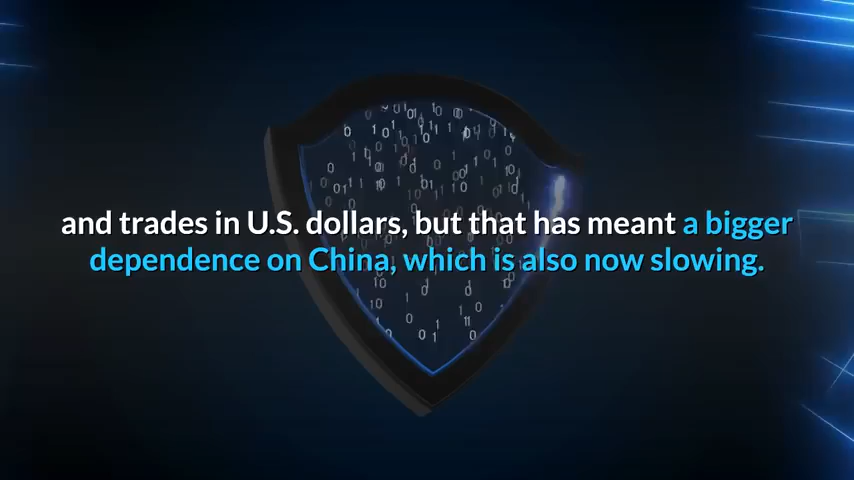 and trades in U.S. dollars, but that has meant a bigger
dependence on China, which is also now slowing.